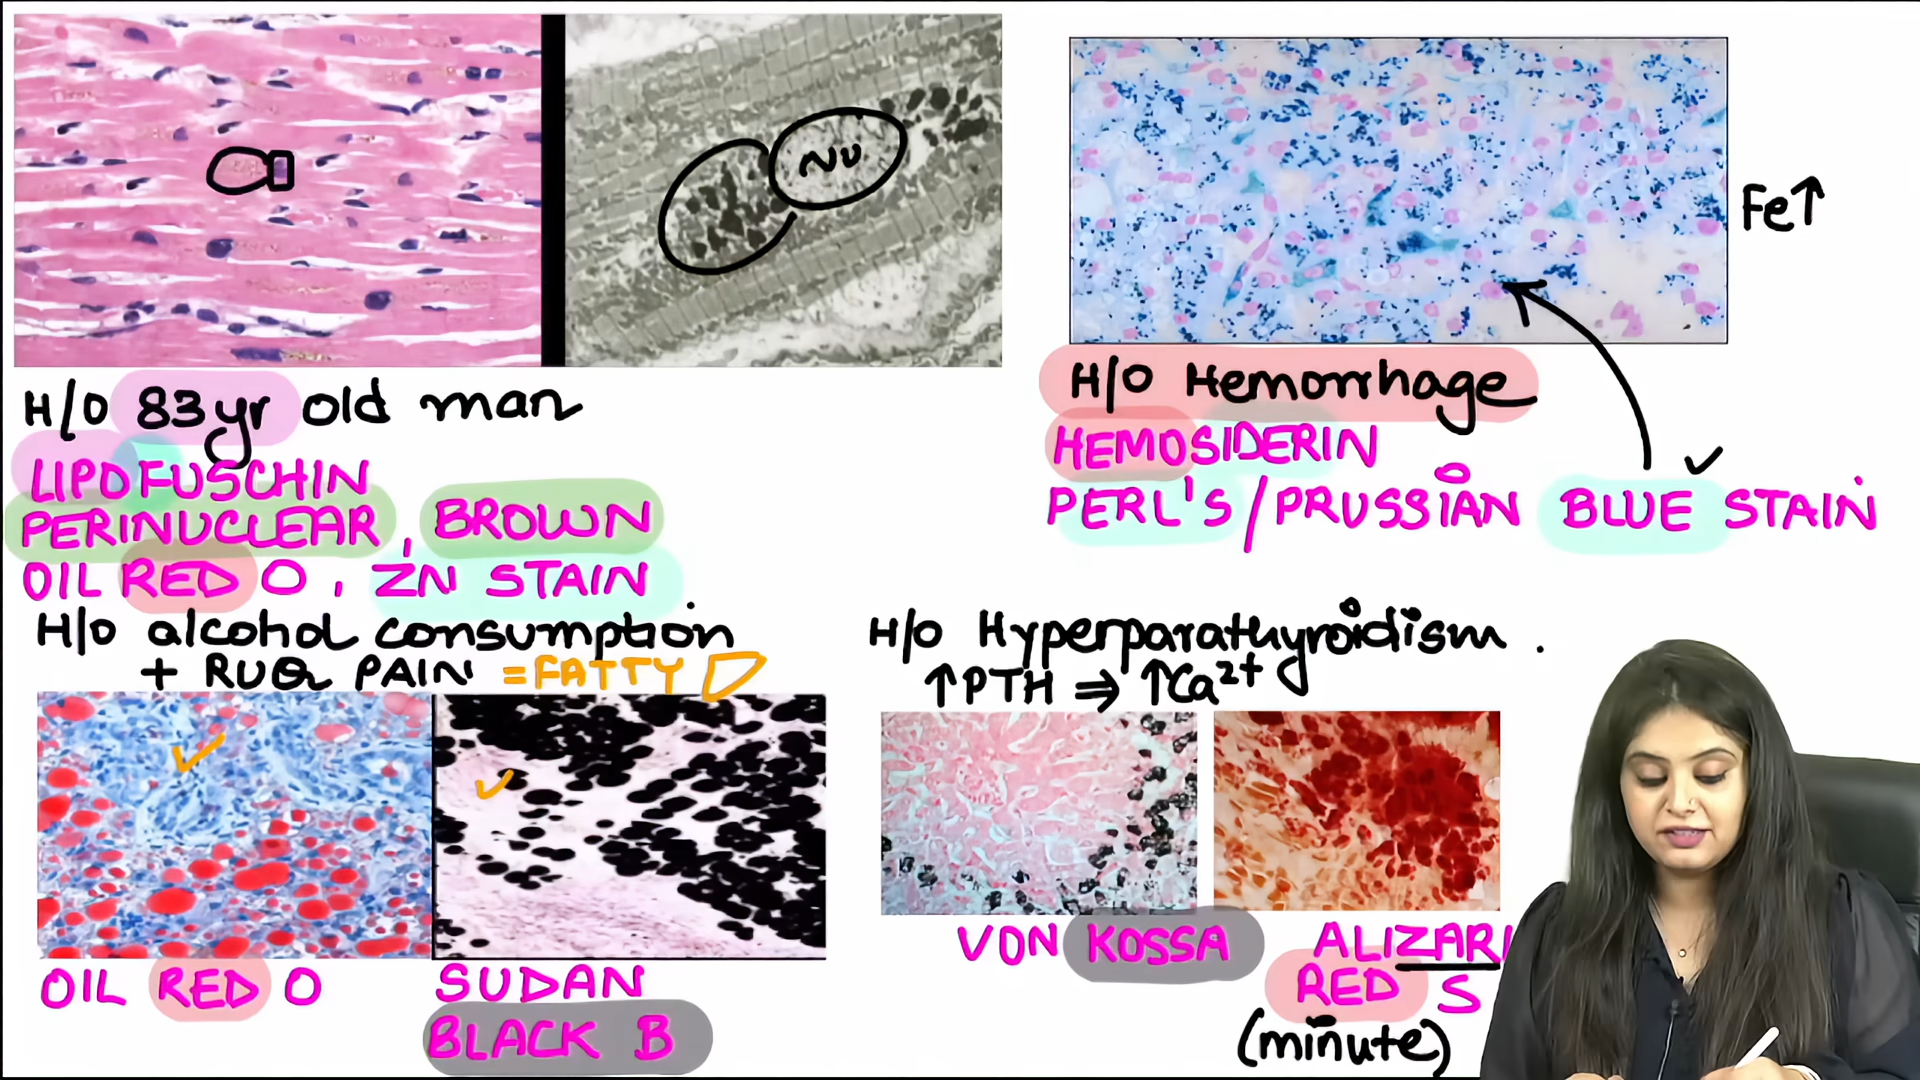 NU
Fe↑
H/O 83yr old man
LIPOFUSCHIN
PERINUCLEAR, BROWN
OIL RED O, ZN STAIN
H/O Hemorrhage
HEMOSIDERIN
PERL'S/PRUSSIAN BLUE STAIN
H/O alcohol consumption
+ RUQ PAIN = FATTY
OIL RED O
SUDAN
BLACK B
H/O Hyperparathyroidism.
↑PTH ⇒ ↑Ca²⁺
VON KOSSA
ALIZARI
RED S
(minute)